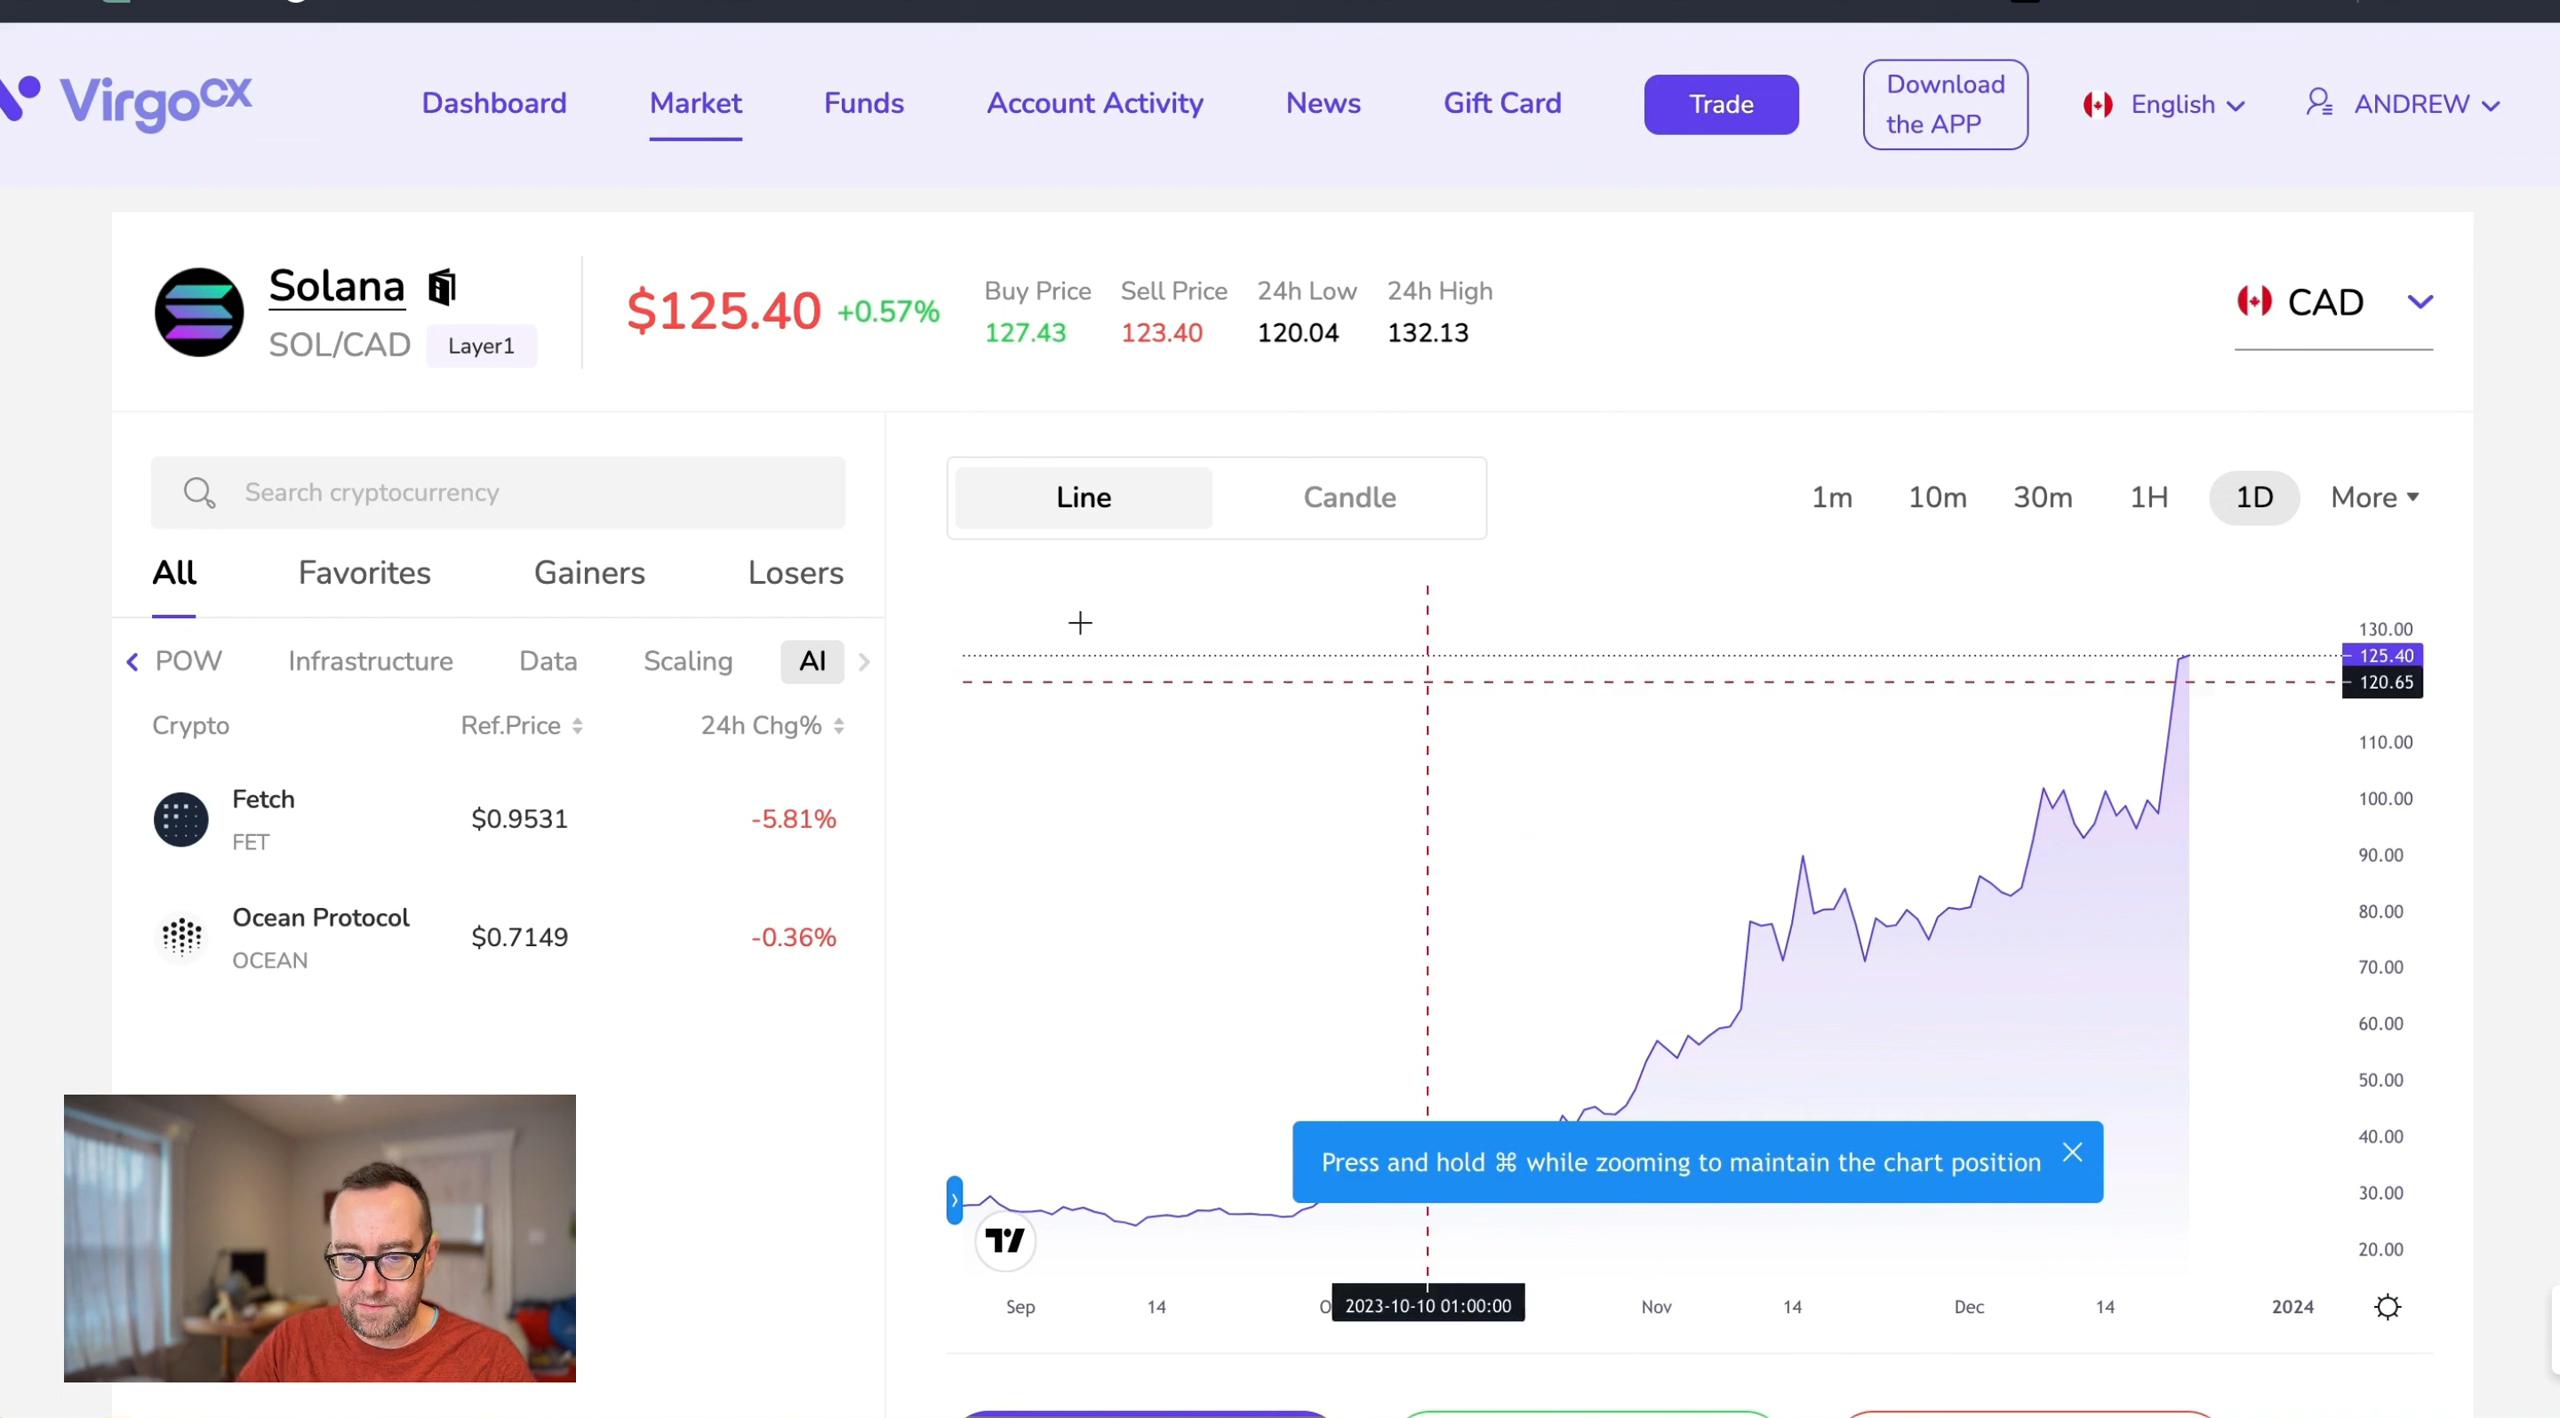 VirgoCX
Dashboard
Market
Funds
Account Activity
News
Gift Card
Trade
Download
the APP
English
ANDREW
Solana
SOL/CAD
Layer1
$125.40 +0.57%
Buy Price
127.43
Sell Price
123.40
24h Low
120.04
24h High
132.13
CAD
Search cryptocurrency
All
Favorites
Gainers
Losers
POW
Infrastructure
Data
Scaling
AI
Crypto
Ref.Price
24h Chg%
Fetch
FET
$0.9531
-5.81%
Ocean Protocol
OCEAN
$0.7149
-0.36%
Line
Candle
1m
10m
30m
1H
1D
More
130.00
125.40
120.65
110.00
100.00
90.00
80.00
70.00
60.00
50.00
40.00
30.00
20.00
Press and hold ⌘ while zooming to maintain the chart position
Sep
14
2023-10-10 01:00:00
Nov
14
Dec
14
2024